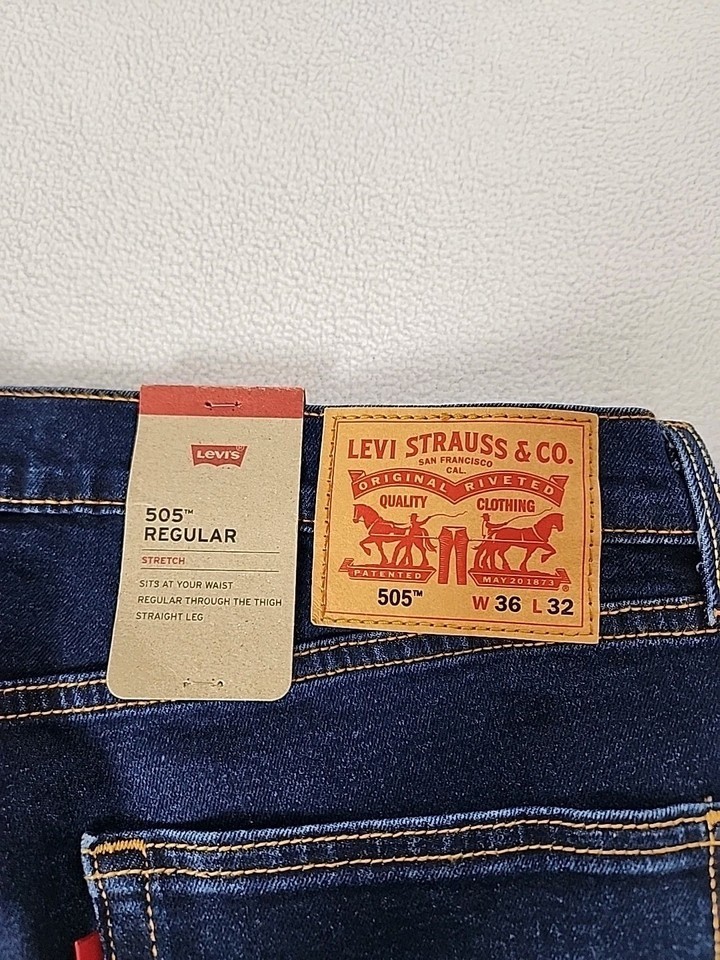 LEVI'S
505™
REGULAR
STRETCH
SITS AT YOUR WAIST
REGULAR THROUGH THE THIGH
STRAIGHT LEG
LEVI STRAUSS & CO.
SAN FRANCISCO
CAL.
ORIGINAL RIVETED
QUALITY CLOTHING
PATENTED MAY 20 1873 ®
505™ W 36 L 32